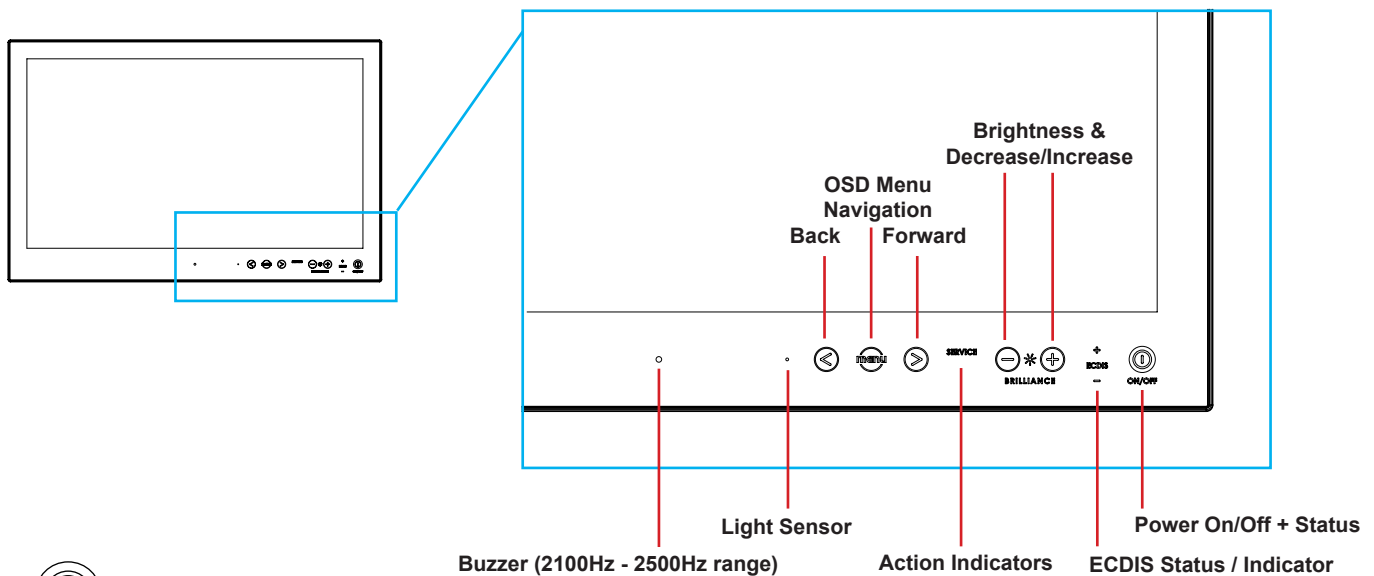 Brightness &
Decrease/Increase
OSD Menu
Navigation
Back
Forward
menu
SERVICE
BRILLIANCE
ECDIS
ON/OFF
Light Sensor
Power On/Off + Status
Buzzer (2100Hz - 2500Hz range)
Action Indicators
ECDIS Status / Indicator